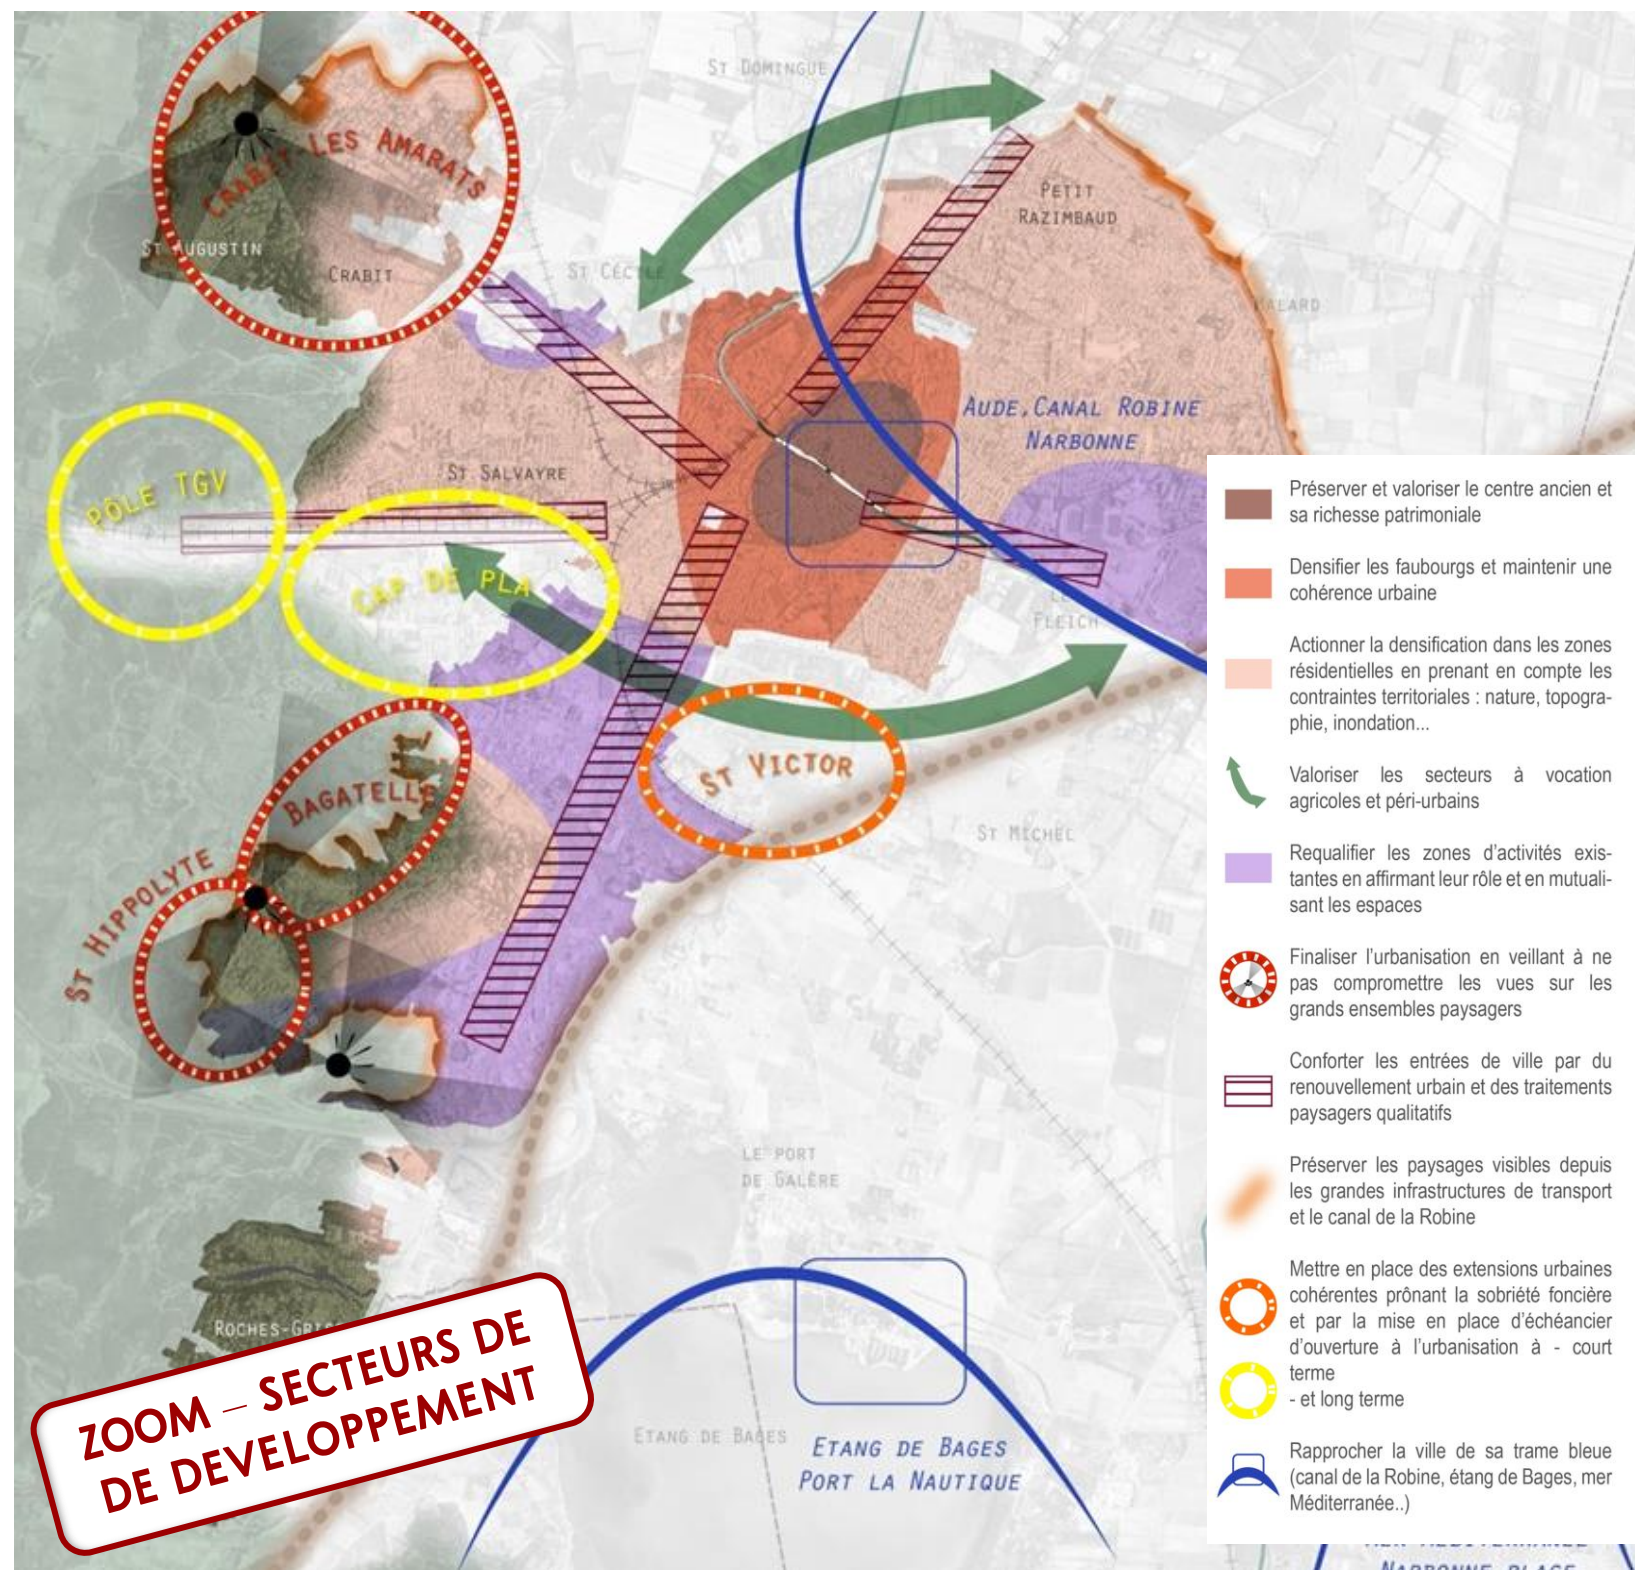 ST DOMINGUE
CRABIT-LES AMARATS
PETIT
RAZIMBAUD
ST AUGUSTIN
CRABIT
ST CÉCILE
MALARD
AUDE, CANAL ROBINE
NARBONNE
ST SALVAYRE
PÔLE TGV
CAP DE PLA
FLEICH
ST VICTOR
BAGATELLE
ST MICHEL
ST HIPPOLYTE
LE PORT
DE GALÈRE
ROCHES-GRISES
ETANG DE BAGES
ETANG DE BAGES
PORT LA NAUTIQUE
ZOOM – SECTEURS DE
DE DEVELOPPEMENT
Préserver et valoriser le centre ancien et
sa richesse patrimoniale
Densifier les faubourgs et maintenir une
cohérence urbaine
Actionner la densification dans les zones
résidentielles en prenant en compte les
contraintes territoriales : nature, topogra-
phie, inondation...
Valoriser les secteurs à vocation
agricoles et péri-urbains
Requalifier les zones d'activités exis-
tantes en affirmant leur rôle et en mutuali-
sant les espaces
Finaliser l'urbanisation en veillant à ne
pas compromettre les vues sur les
grands ensembles paysagers
Conforter les entrées de ville par du
renouvellement urbain et des traitements
paysagers qualitatifs
Préserver les paysages visibles depuis
les grandes infrastructures de transport
et le canal de la Robine
Mettre en place des extensions urbaines
cohérentes prônant la sobriété foncière
et par la mise en place d'échéancier
d'ouverture à l'urbanisation à - court
terme
- et long terme
Rapprocher la ville de sa trame bleue
(canal de la Robine, étang de Bages, mer
Méditerranée..)
NARBONNE PLAGE